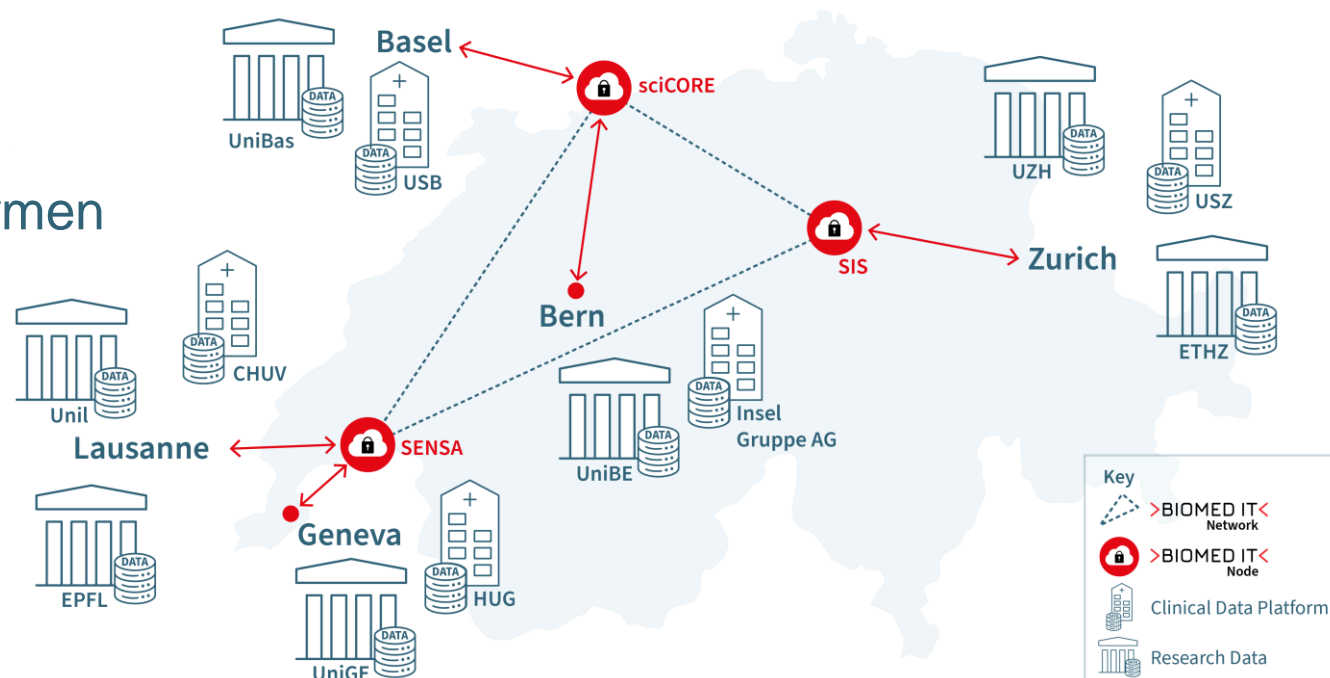 Basel
sciCORE
DATA
UniBas
DATA
USB
DATA
UZH
DATA
USZ
rmen
SIS
Zurich
Bern
DATA
ETHZ
DATA
CHUV
DATA
Unil
DATA
Insel
Gruppe AG
DATA
UniBE
Lausanne
SENSA
Geneva
DATA
EPFL
DATA
HUG
DATA
UniGE
Key
>BIOMED IT<
Network
>BIOMED IT<
Node
Clinical Data Platform
Research Data